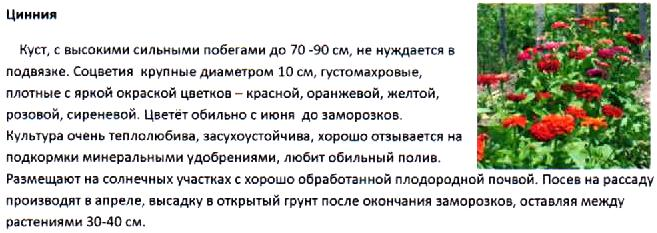 Цинния
Куст, с высокими сильными побегами до 70 -90 см, не нуждается в
подвязке. Соцветия крупные диаметром 10 см, густомахровые,
плотные с яркой окраской цветков – красной, оранжевой, желтой,
розовой, сиреневой. Цветёт обильно с июня до заморозков.
Культура очень теплолюбива, засухоустойчива, хорошо отзывается на
подкормки минеральными удобрениями, любит обильный полив.
Размещают на солнечных участках с хорошо обработанной плодородной почвой. Посев на рассаду
производят в апреле, высадку в открытый грунт после окончания заморозков, оставляя между
растениями 30-40 см.